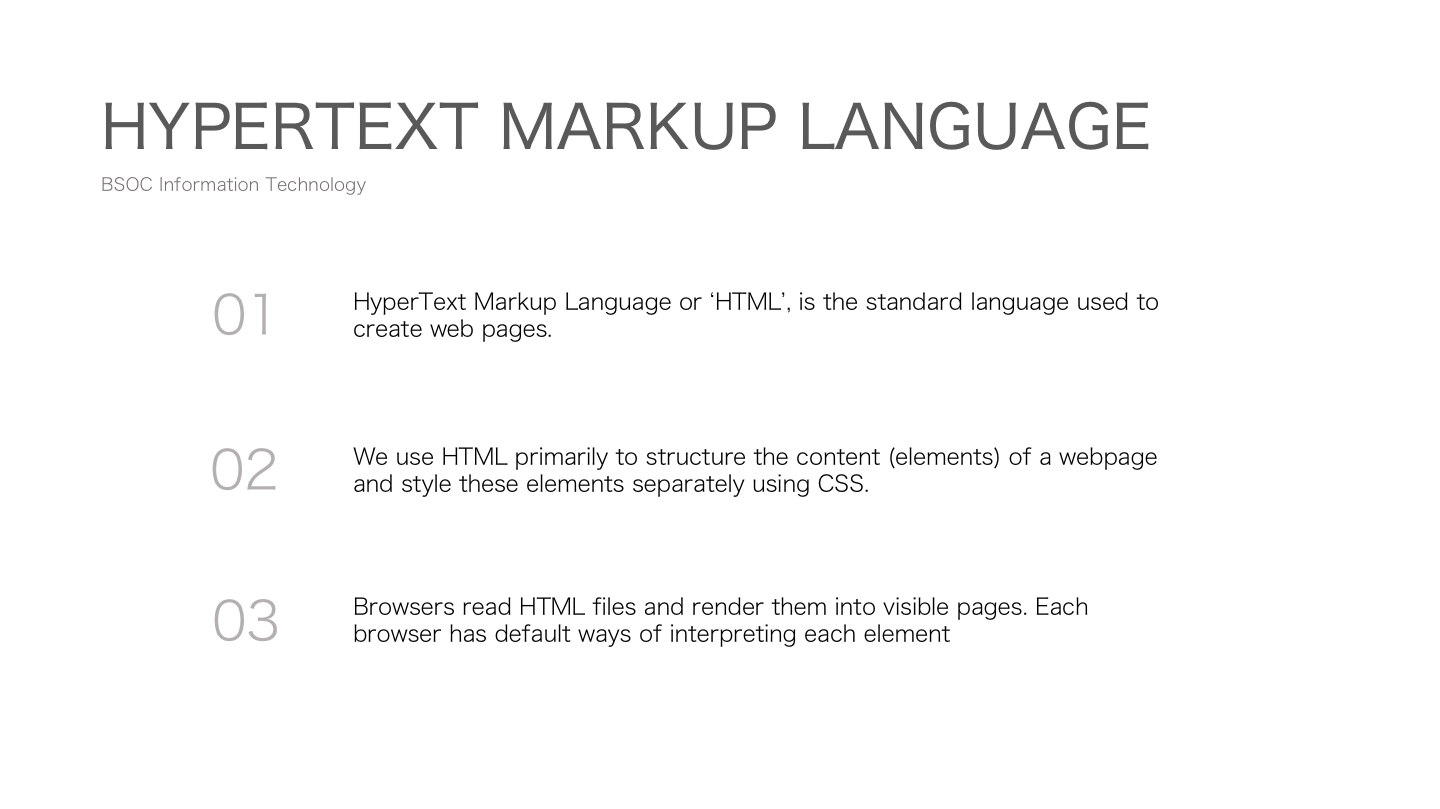 HYPERTEXT MARKUP LANGUAGE
BSOC Information Technology
01
HyperText Markup Language or ‘HTML’, is the standard language used to
create web pages.
02
We use HTML primarily to structure the content (elements) of a webpage
and style these elements separately using CSS.
03
Browsers read HTML files and render them into visible pages. Each
browser has default ways of interpreting each element